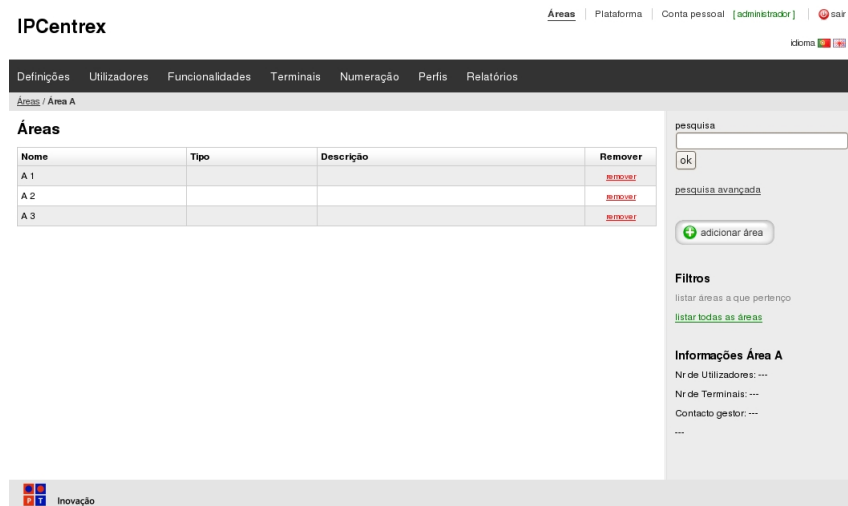 IPCentrex
Áreas Plataforma Conta pessoal [administrador] sair
idioma
Definições Utilizadores Funcionalidades Terminais Numeração Perfis Relatórios
Áreas / Área A
Áreas
Nome Tipo Descrição Remover
A 1 remover
A 2 remover
A 3 remover
pesquisa
ok
pesquisa avançada
adicionar área
Filtros
listar áreas a que pertenço
listar todas as áreas
Informações Área A
Nr de Utilizadores: ---
Nr de Terminais: ---
Contacto gestor: ---
---
P T Inovação